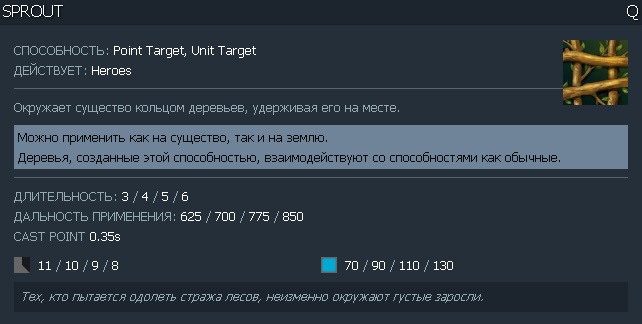 SPROUT Q
СПОСОБНОСТЬ: Point Target, Unit Target
ДЕЙСТВУЕТ: Heroes
Окружает существо кольцом деревьев, удерживая его на месте.
Можно применить как на существо, так и на землю.
Деревья, созданные этой способностью, взаимодействуют со способностями как обычные.
ДЛИТЕЛЬНОСТЬ: 3 / 4 / 5 / 6
ДАЛЬНОСТЬ ПРИМЕНЕНИЯ: 625 / 700 / 775 / 850
CAST POINT 0.35s
11 / 10 / 9 / 8 70 / 90 / 110 / 130
Тех, кто пытается одолеть стража лесов, неизменно окружают густые заросли.